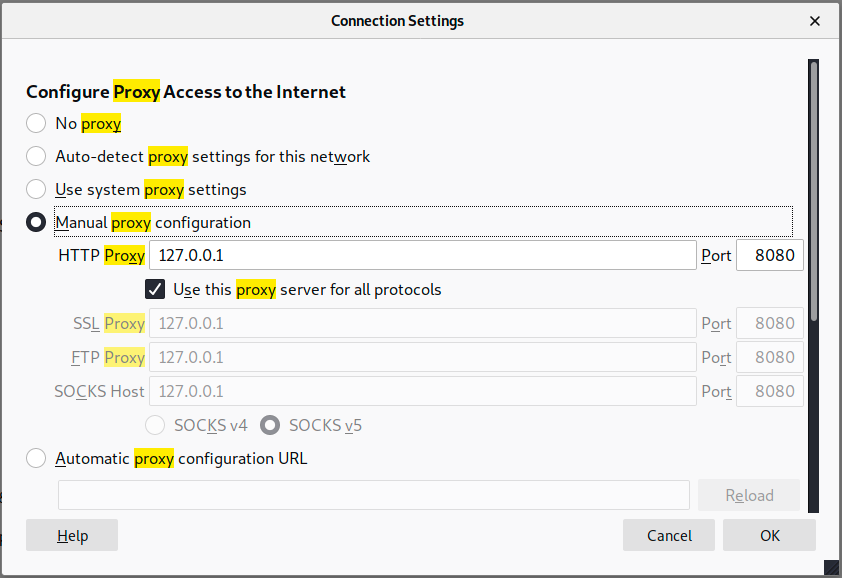 Connection Settings
Configure Proxy Access to the Internet
No proxy
Auto-detect proxy settings for this network
Use system proxy settings
Manual proxy configuration
HTTP Proxy 127.0.0.1 Port 8080
Use this proxy server for all protocols
SSL Proxy 127.0.0.1 Port 8080
FTP Proxy 127.0.0.1 Port 8080
SOCKS Host 127.0.0.1 Port 8080
SOCKS v4 SOCKS v5
Automatic proxy configuration URL
Reload
Help Cancel OK